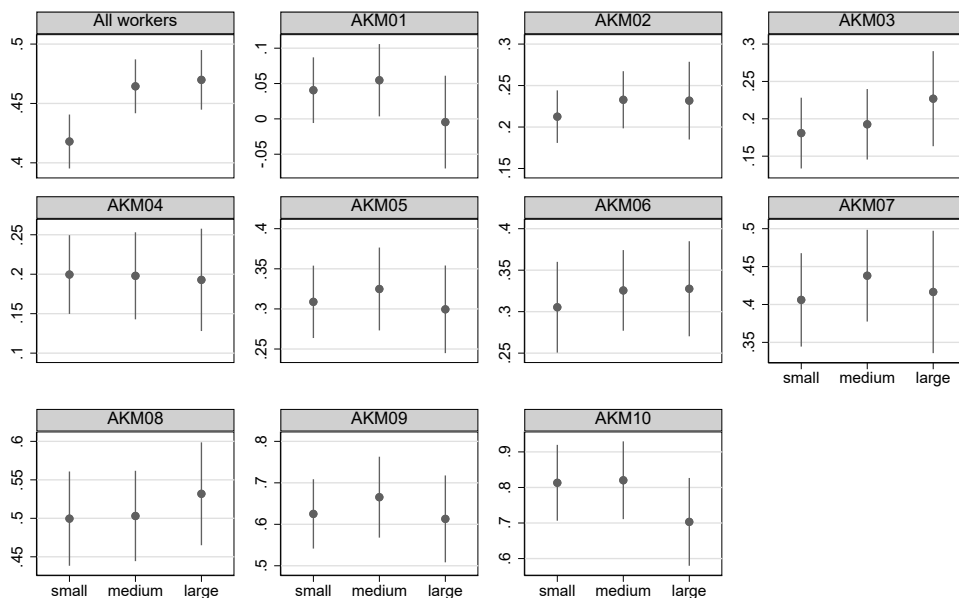 All workers
.4 .45 .5
AKM01
-.05 0 .05 .1
AKM02
.15 .2 .25 .3
AKM03
.15 .2 .25 .3
AKM04
.1 .15 .2 .25
AKM05
.25 .3 .35 .4
AKM06
.25 .3 .35 .4
AKM07
.35 .4 .45 .5
small medium large
AKM08
.45 .5 .55 .6
small medium large
AKM09
.5 .6 .7 .8
small medium large
AKM10
.6 .7 .8 .9
small medium large